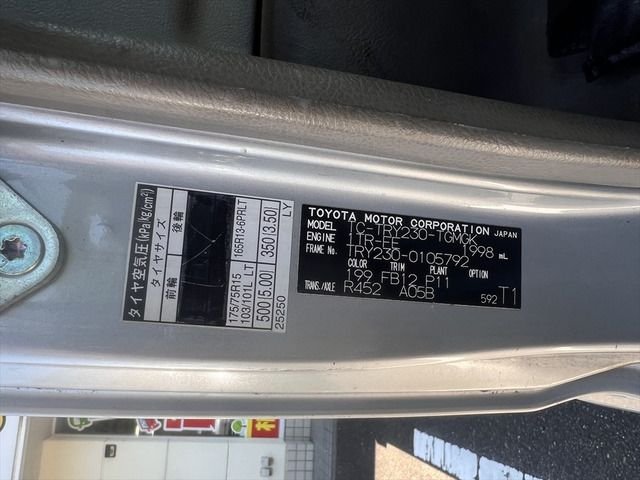 タイヤ空気圧(kPa{kg/cm²})
タイヤサイズ
前輪 後輪
175/75R15 103/101L LT 165R13-6PRLT
500{5.00} 350{3.50}
25250 LY
TOYOTA MOTOR CORPORATION JAPAN
MODEL TC-TRY230-TGMGK
ENGINE 1TR-FE 1998 mL
FRAME No. TRY230-0105792
COLOR TRIM PLANT OPTION
199 FB12 P11
TRANS./AXLE R452 A05B
592 T1